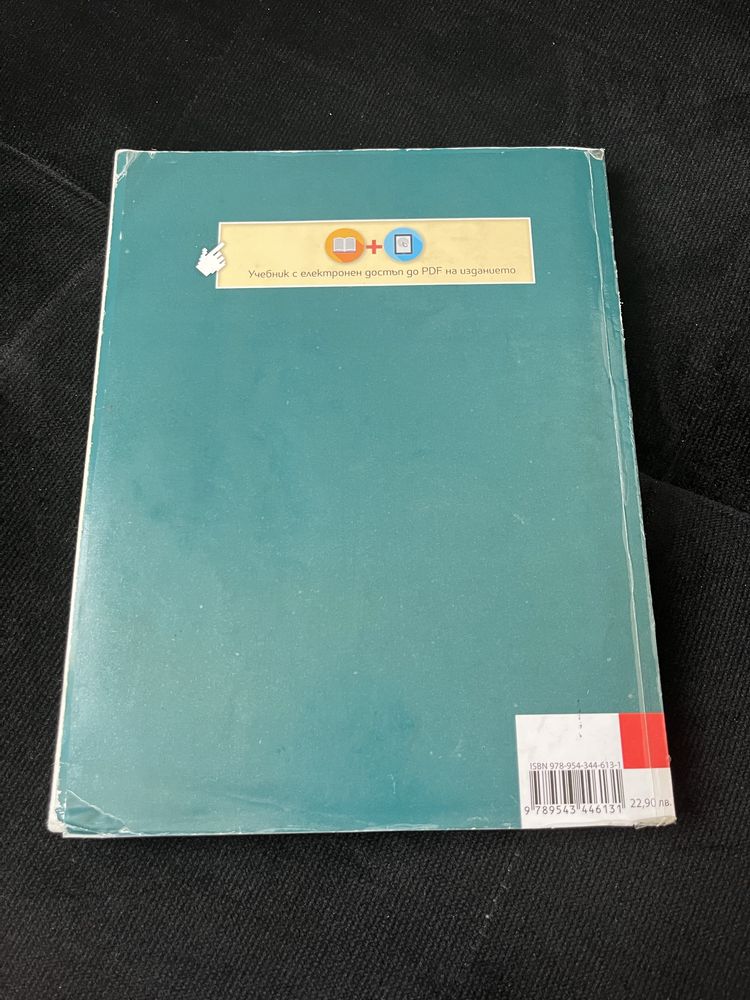 Учебник с електронен достъп до PDF на изданието
ISBN 978-954-344-613-1
9 789543 446131
22,90 лв.